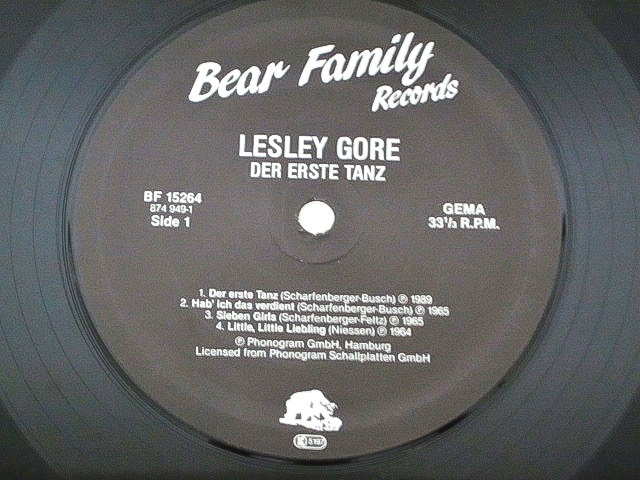 Bear Family
Records
LESLEY GORE
DER ERSTE TANZ
BF 15264
874 949-1
Side 1
GEMA
33⅓ R.P.M.
1. Der erste Tanz (Scharfenberger-Busch) ℗ 1989
2. Hab' ich das verdient (Scharfenberger-Busch) ℗ 1965
3. Sieben Girls (Scharfenberger-Feltz) ℗ 1965
4. Little, Little Liebling (Niessen) ℗ 1964
℗ Phonogram GmbH, Hamburg
Licensed from Phonogram Schallplatten GmbH
LC 5197